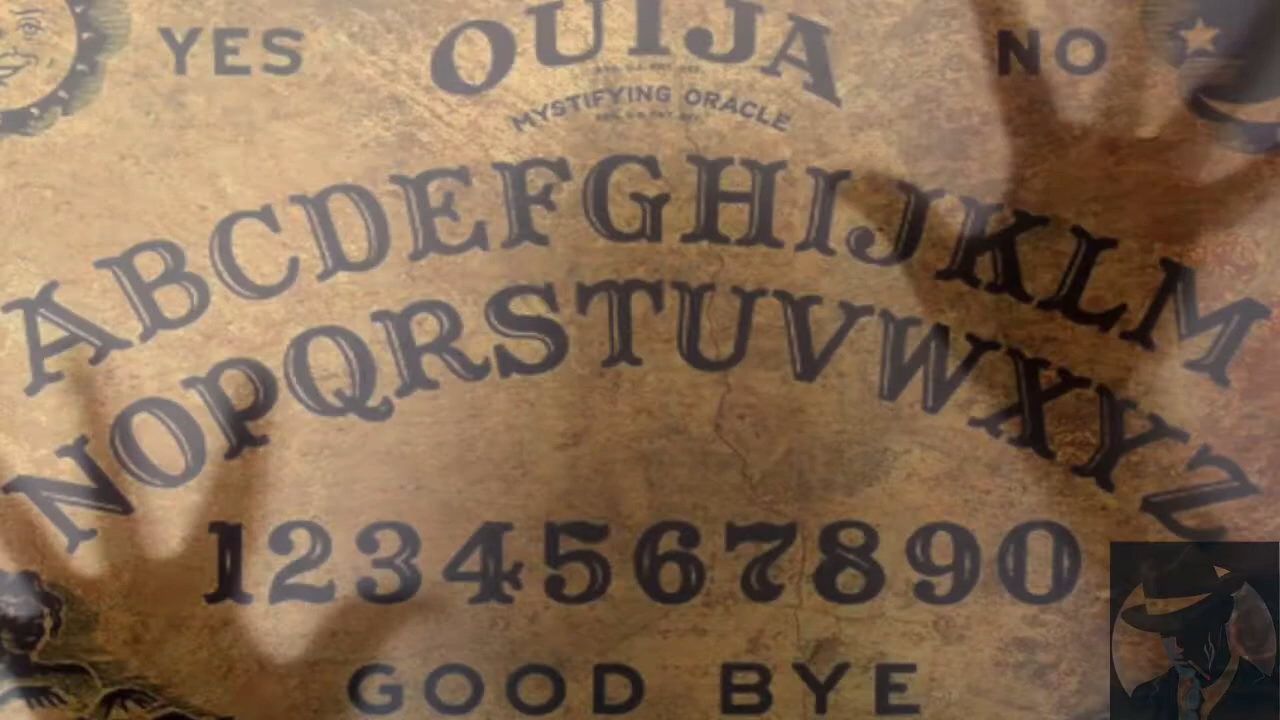 YES
OUIJA
NO
MYSTIFYING ORACLE
ABCDEFGHIJKLM
NOPQRSTUVWXYZ
1234567890
GOOD BYE